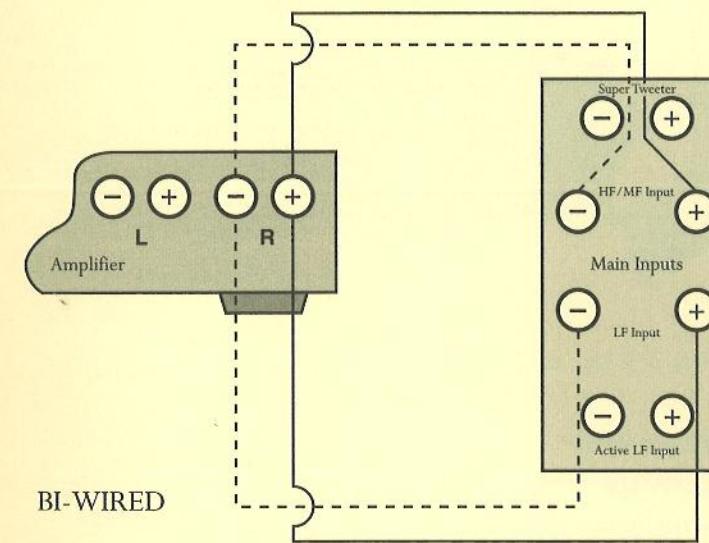 Super Tweeter
− +
− + − +
L R
HF/MF Input
− +
Amplifier
Main Inputs
− +
LF Input
− +
Active LF Input
BI-WIRED